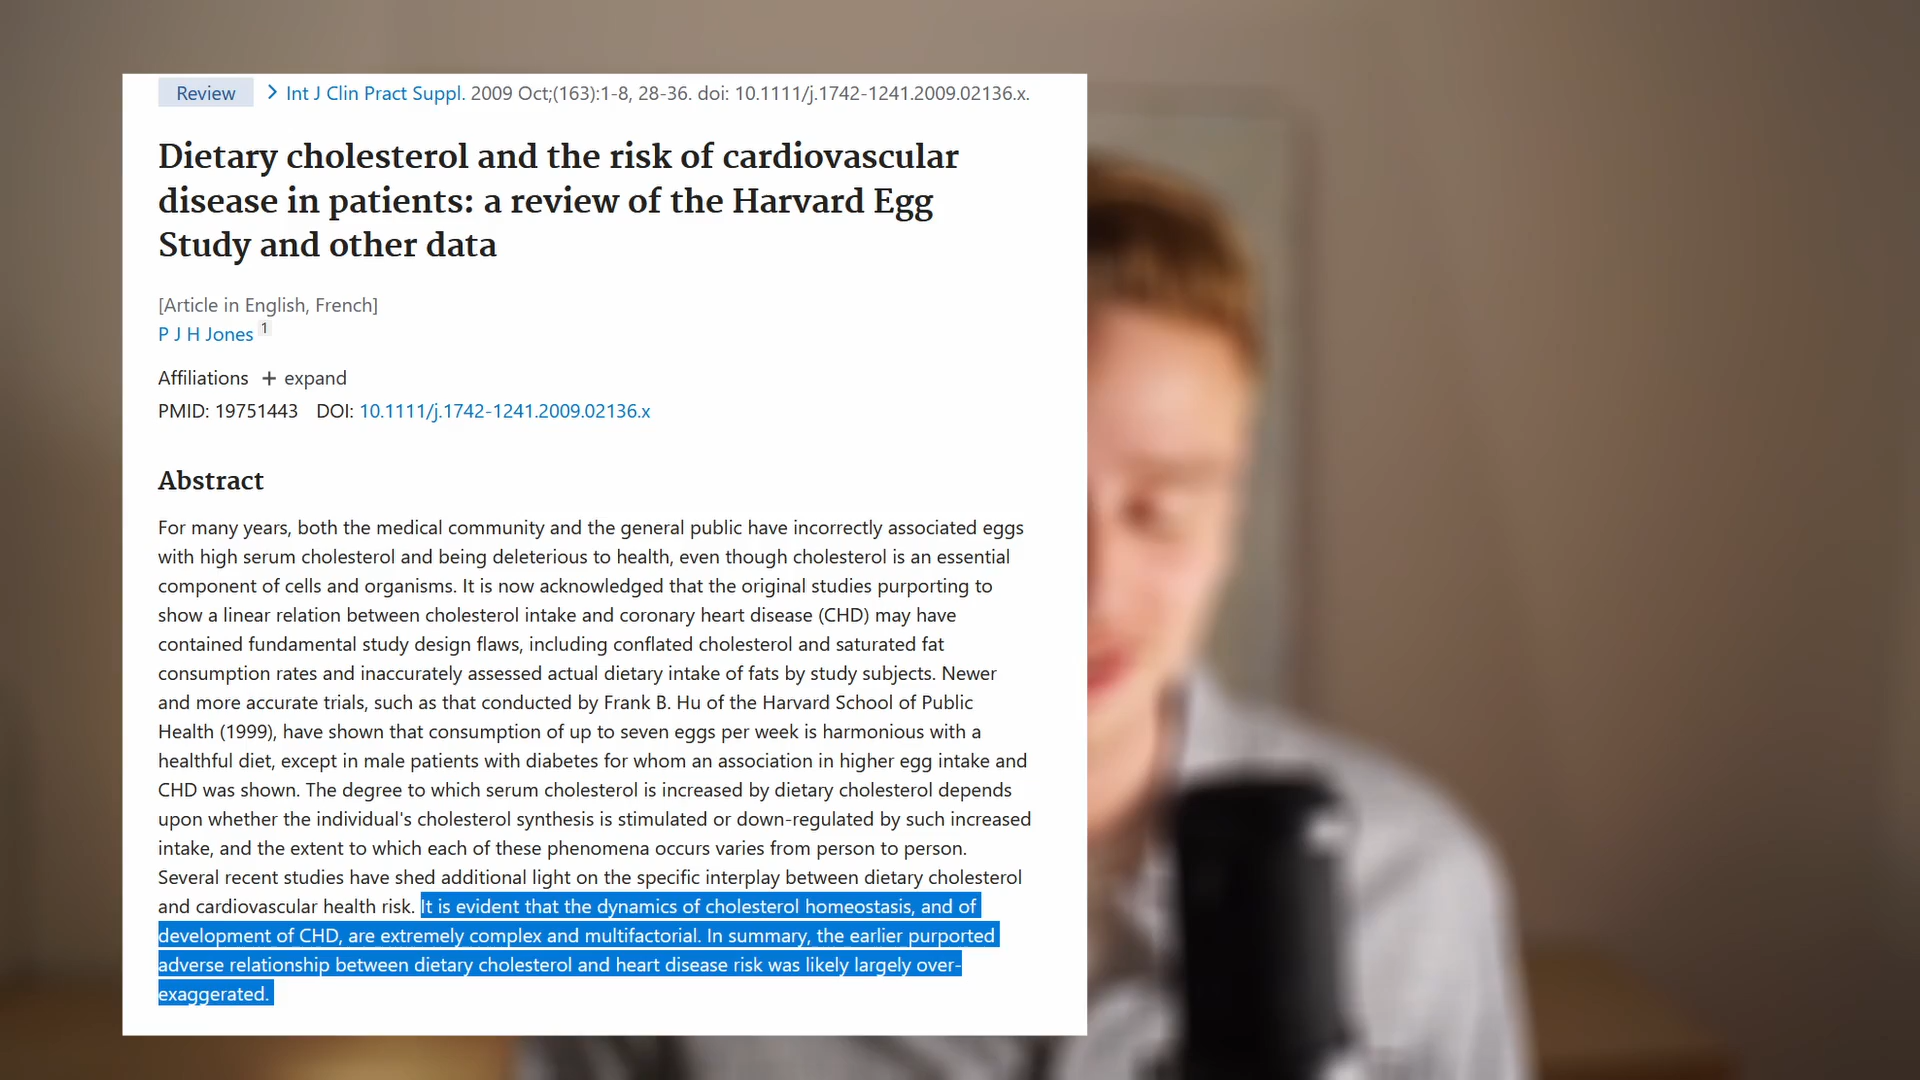 Review > Int J Clin Pract Suppl. 2009 Oct;(163):1-8, 28-36. doi: 10.1111/j.1742-1241.2009.02136.x.
Dietary cholesterol and the risk of cardiovascular
disease in patients: a review of the Harvard Egg
Study and other data
[Article in English, French]
P J H Jones 1
Affiliations + expand
PMID: 19751443 DOI: 10.1111/j.1742-1241.2009.02136.x
Abstract
For many years, both the medical community and the general public have incorrectly associated eggs
with high serum cholesterol and being deleterious to health, even though cholesterol is an essential
component of cells and organisms. It is now acknowledged that the original studies purporting to
show a linear relation between cholesterol intake and coronary heart disease (CHD) may have
contained fundamental study design flaws, including conflated cholesterol and saturated fat
consumption rates and inaccurately assessed actual dietary intake of fats by study subjects. Newer
and more accurate trials, such as that conducted by Frank B. Hu of the Harvard School of Public
Health (1999), have shown that consumption of up to seven eggs per week is harmonious with a
healthful diet, except in male patients with diabetes for whom an association in higher egg intake and
CHD was shown. The degree to which serum cholesterol is increased by dietary cholesterol depends
upon whether the individual's cholesterol synthesis is stimulated or down-regulated by such increased
intake, and the extent to which each of these phenomena occurs varies from person to person.
Several recent studies have shed additional light on the specific interplay between dietary cholesterol
and cardiovascular health risk. It is evident that the dynamics of cholesterol homeostasis, and of
development of CHD, are extremely complex and multifactorial. In summary, the earlier purported
adverse relationship between dietary cholesterol and heart disease risk was likely largely over-
exaggerated.